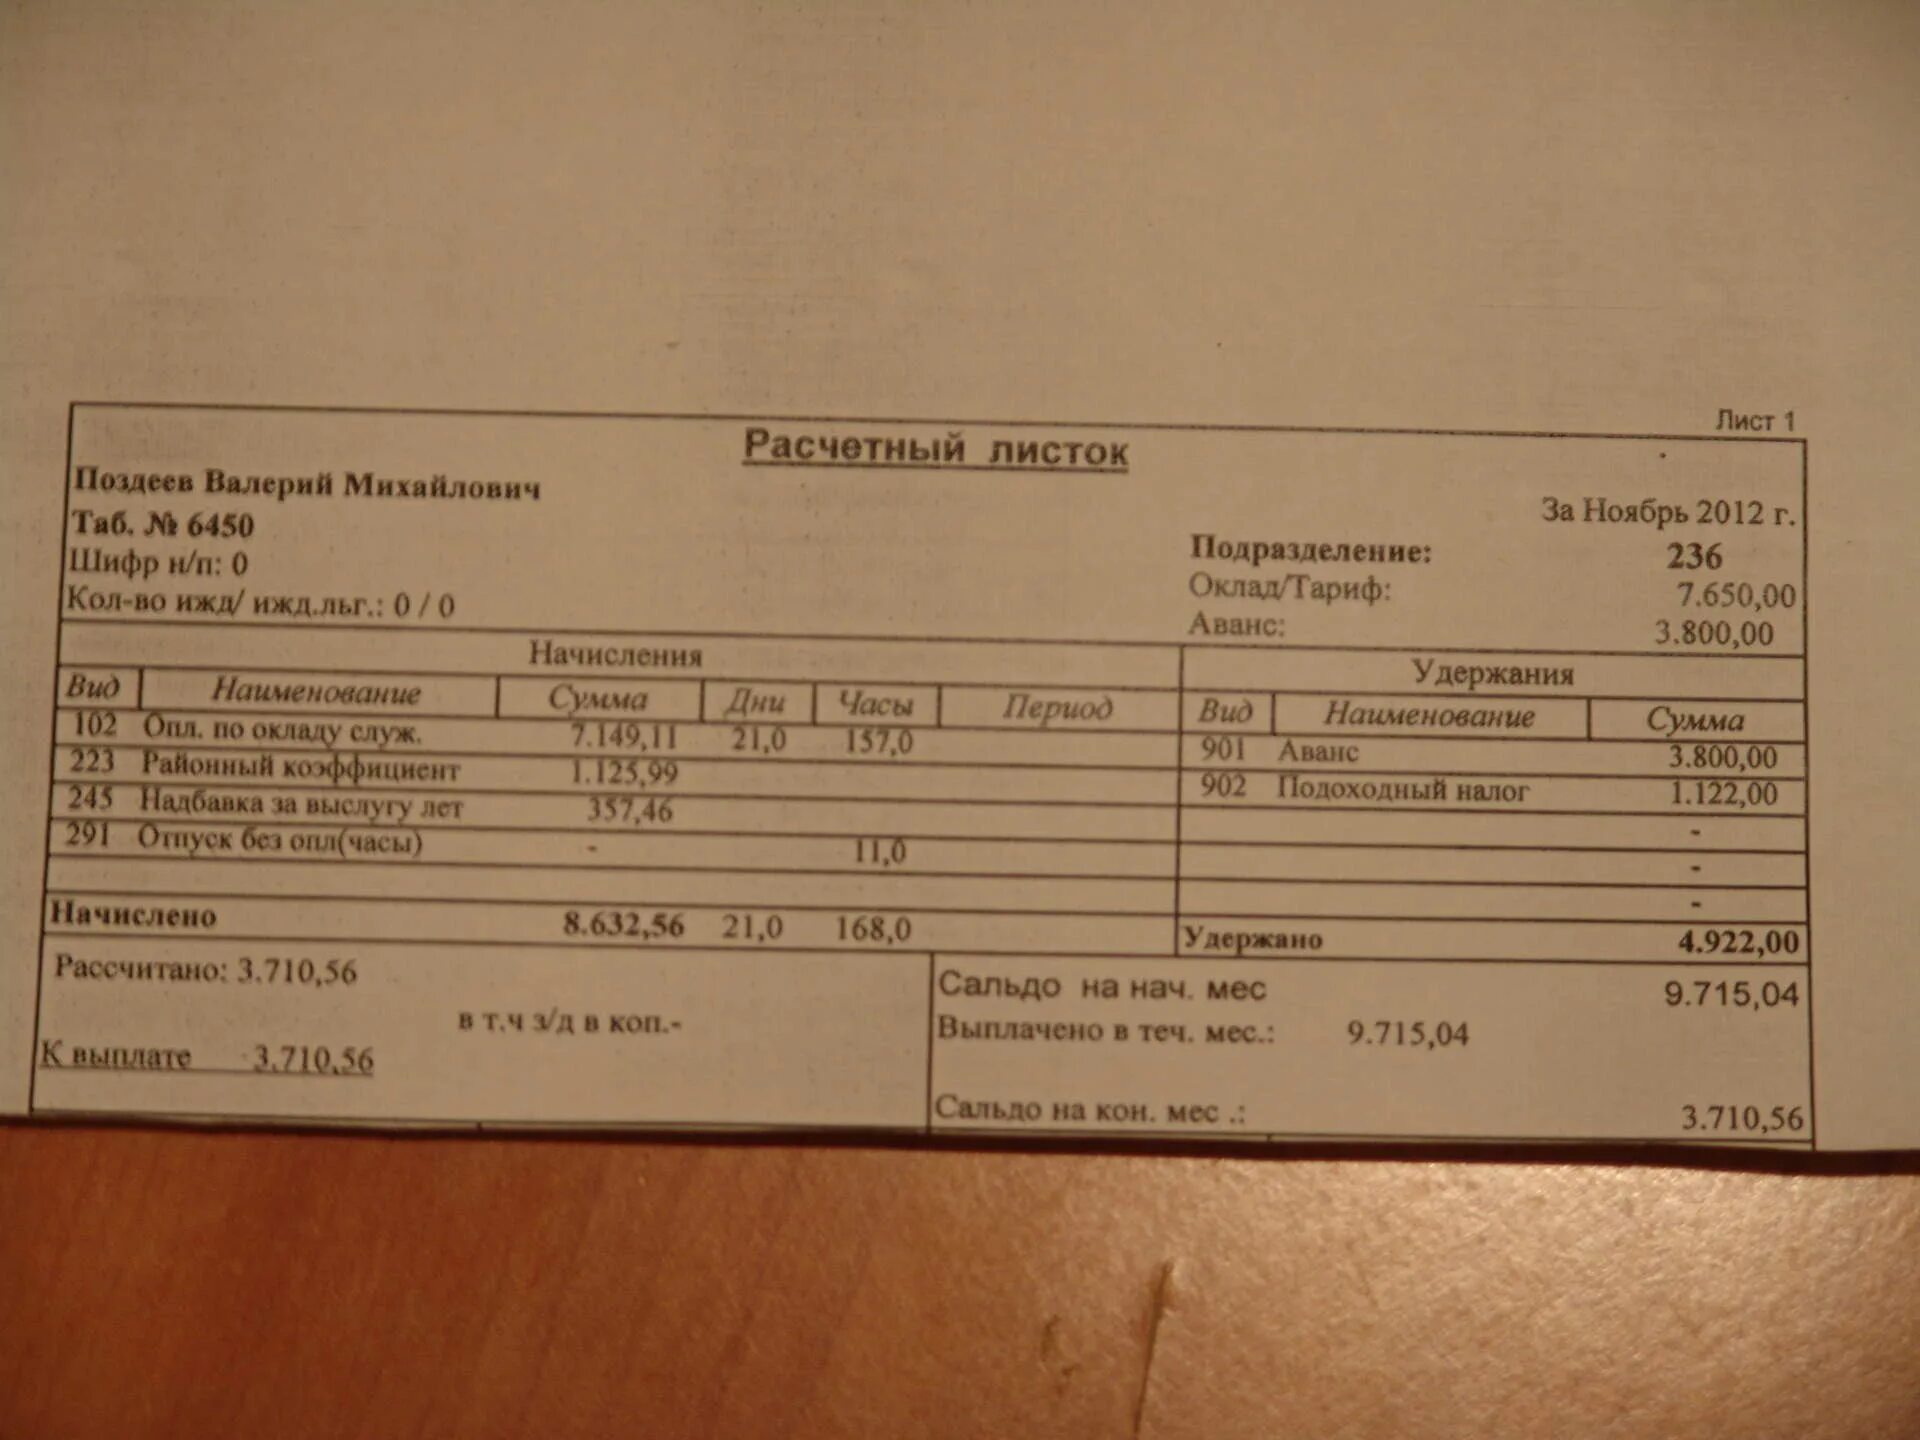 Лист 1
Расчетный листок
Поздеев Валерий Михайлович
За Ноябрь 2012 г.
Таб. № 6450
Подразделение: 236
Шифр н/п: 0
Оклад/Тариф: 7.650,00
Кол-во ижд/ ижд.льг.: 0 / 0
Аванс: 3.800,00
Начисления Удержания
Вид Наименование Сумма Дни Часы Период Вид Наименование Сумма
102 Опл. по окладу служ. 7.149,11 21,0 157,0 901 Аванс 3.800,00
223 Районный коэффициент 1.125,99 902 Подоходный налог 1.122,00
245 Надбавка за выслугу лет 357,46 -
291 Отпуск без опл(часы) - 11,0 -
-
Начислено 8.632,56 21,0 168,0 Удержано 4.922,00
Рассчитано: 3.710,56 Сальдо на нач. мес 9.715,04
в т.ч з/д в коп.- Выплачено в теч. мес.: 9.715,04
К выплате 3.710,56
Сальдо на кон. мес .: 3.710,56